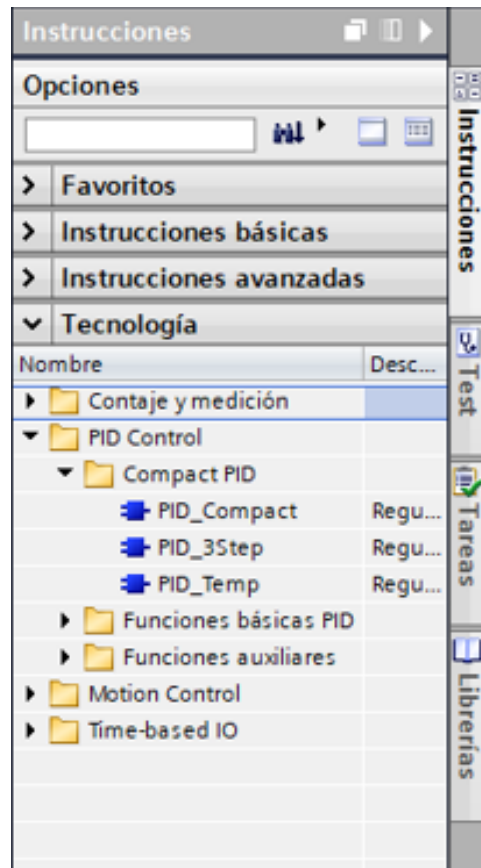 Instrucciones
Opciones
Favoritos
Instrucciones básicas
Instrucciones avanzadas
Tecnología
Nombre Desc...
Contaje y medición
PID Control
Compact PID
PID_Compact Regu...
PID_3Step Regu...
PID_Temp Regu...
Funciones básicas PID
Funciones auxiliares
Motion Control
Time-based IO
Instrucciones
Test
Tareas
Librerías